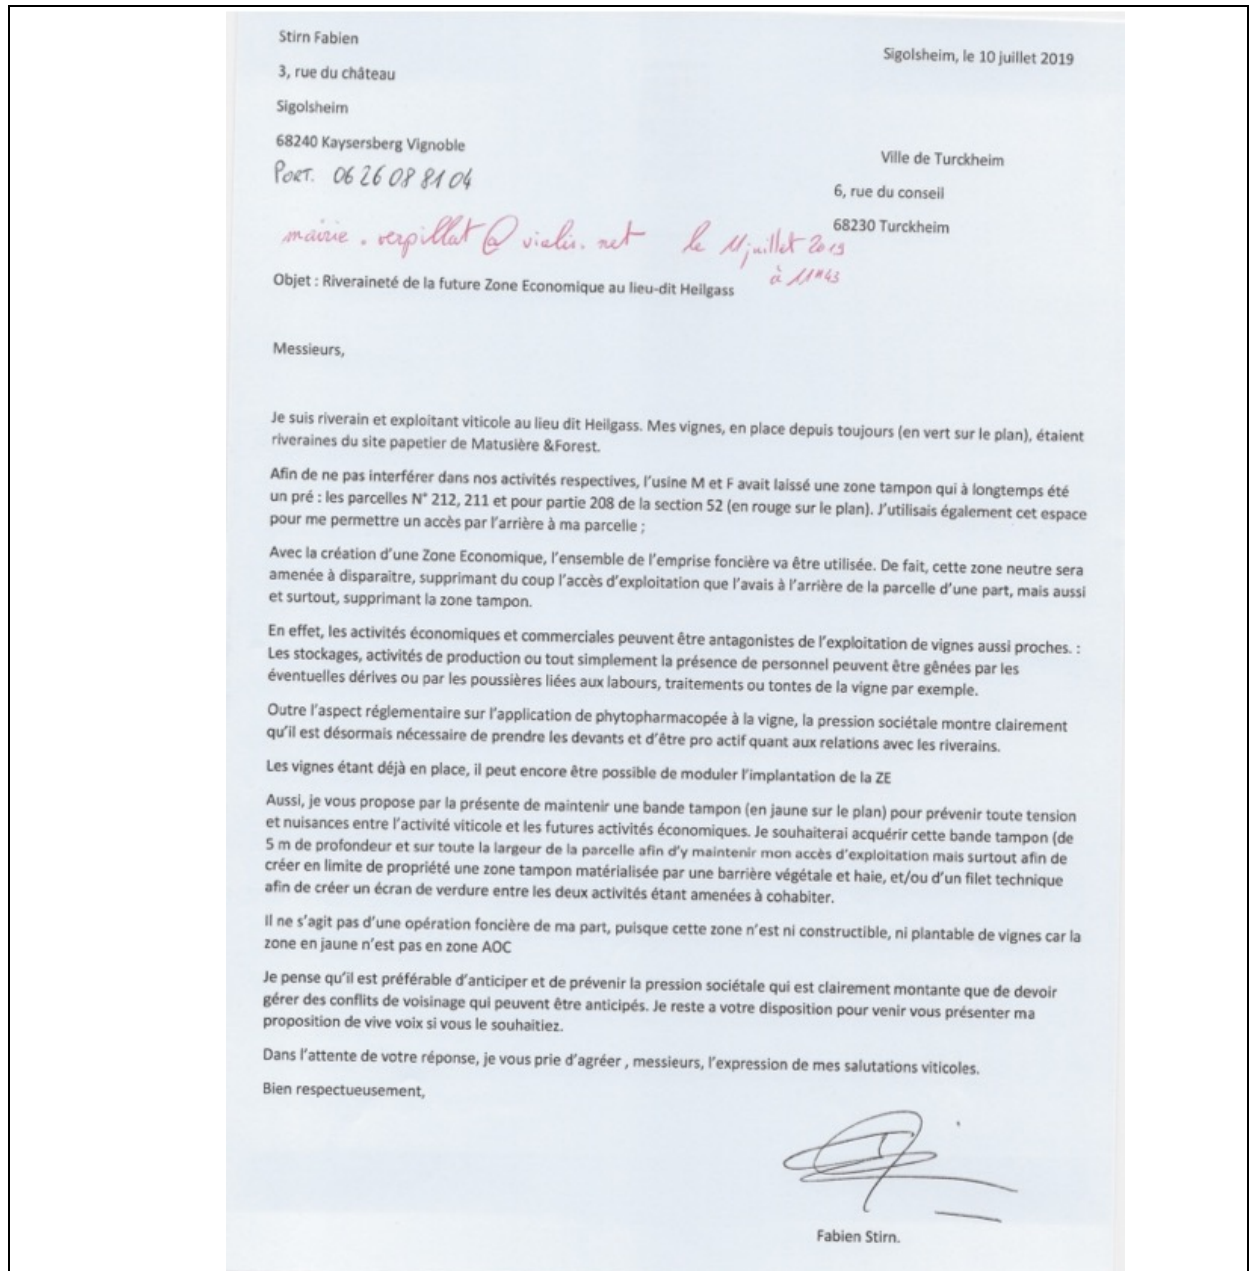 Stirn Fabien
Sigolsheim, le 10 juillet 2019
3, rue du château
Sigolsheim
68240 Kaysersberg Vignoble
PORT. 06 26 08 81 04
Ville de Turckheim
6, rue du conseil
68230 Turckheim
mairie.verpillat@vialis.net le 11 juillet 2019
à 11H43
Objet : Riveraineté de la future Zone Economique au lieu-dit Heilgass
Messieurs,
Je suis riverain et exploitant viticole au lieu dit Heilgass. Mes vignes, en place depuis toujours (en vert sur le plan), étaient
riveraines du site papetier de Matusière &Forest.
Afin de ne pas interférer dans nos activités respectives, l'usine M et F avait laissé une zone tampon qui à longtemps été
un pré : les parcelles N° 212, 211 et pour partie 208 de la section 52 (en rouge sur le plan). J'utilisais également cet espace
pour me permettre un accès par l'arrière à ma parcelle ;
Avec la création d'une Zone Economique, l'ensemble de l'emprise foncière va être utilisée. De fait, cette zone neutre sera
amenée à disparaitre, supprimant du coup l'accès d'exploitation que l'avais à l'arrière de la parcelle d'une part, mais aussi
et surtout, supprimant la zone tampon.
En effet, les activités économiques et commerciales peuvent être antagonistes de l'exploitation de vignes aussi proches. :
Les stockages, activités de production ou tout simplement la présence de personnel peuvent être gênées par les
éventuelles dérives ou par les poussières liées aux labours, traitements ou tontes de la vigne par exemple.
Outre l'aspect réglementaire sur l'application de phytopharmacopée à la vigne, la pression sociétale montre clairement
qu'il est désormais nécessaire de prendre les devants et d'être pro actif quant aux relations avec les riverains.
Les vignes étant déjà en place, il peut encore être possible de moduler l'implantation de la ZE
Aussi, je vous propose par la présente de maintenir une bande tampon (en jaune sur le plan) pour prévenir toute tension
et nuisances entre l'activité viticole et les futures activités économiques. Je souhaiterai acquérir cette bande tampon (de
5 m de profondeur et sur toute la largeur de la parcelle afin d'y maintenir mon accès d'exploitation mais surtout afin de
créer en limite de propriété une zone tampon matérialisée par une barrière végétale et haie, et/ou d'un filet technique
afin de créer un écran de verdure entre les deux activités étant amenées à cohabiter.
Il ne s'agit pas d'une opération foncière de ma part, puisque cette zone n'est ni constructible, ni plantable de vignes car la
zone en jaune n'est pas en zone AOC
Je pense qu'il est préférable d'anticiper et de prévenir la pression sociétale qui est clairement montante que de devoir
gérer des conflits de voisinage qui peuvent être anticipés. Je reste a votre disposition pour venir vous présenter ma
proposition de vive voix si vous le souhaitiez.
Dans l'attente de votre réponse, je vous prie d'agréer , messieurs, l'expression de mes salutations viticoles.
Bien respectueusement,
Fabien Stirn.